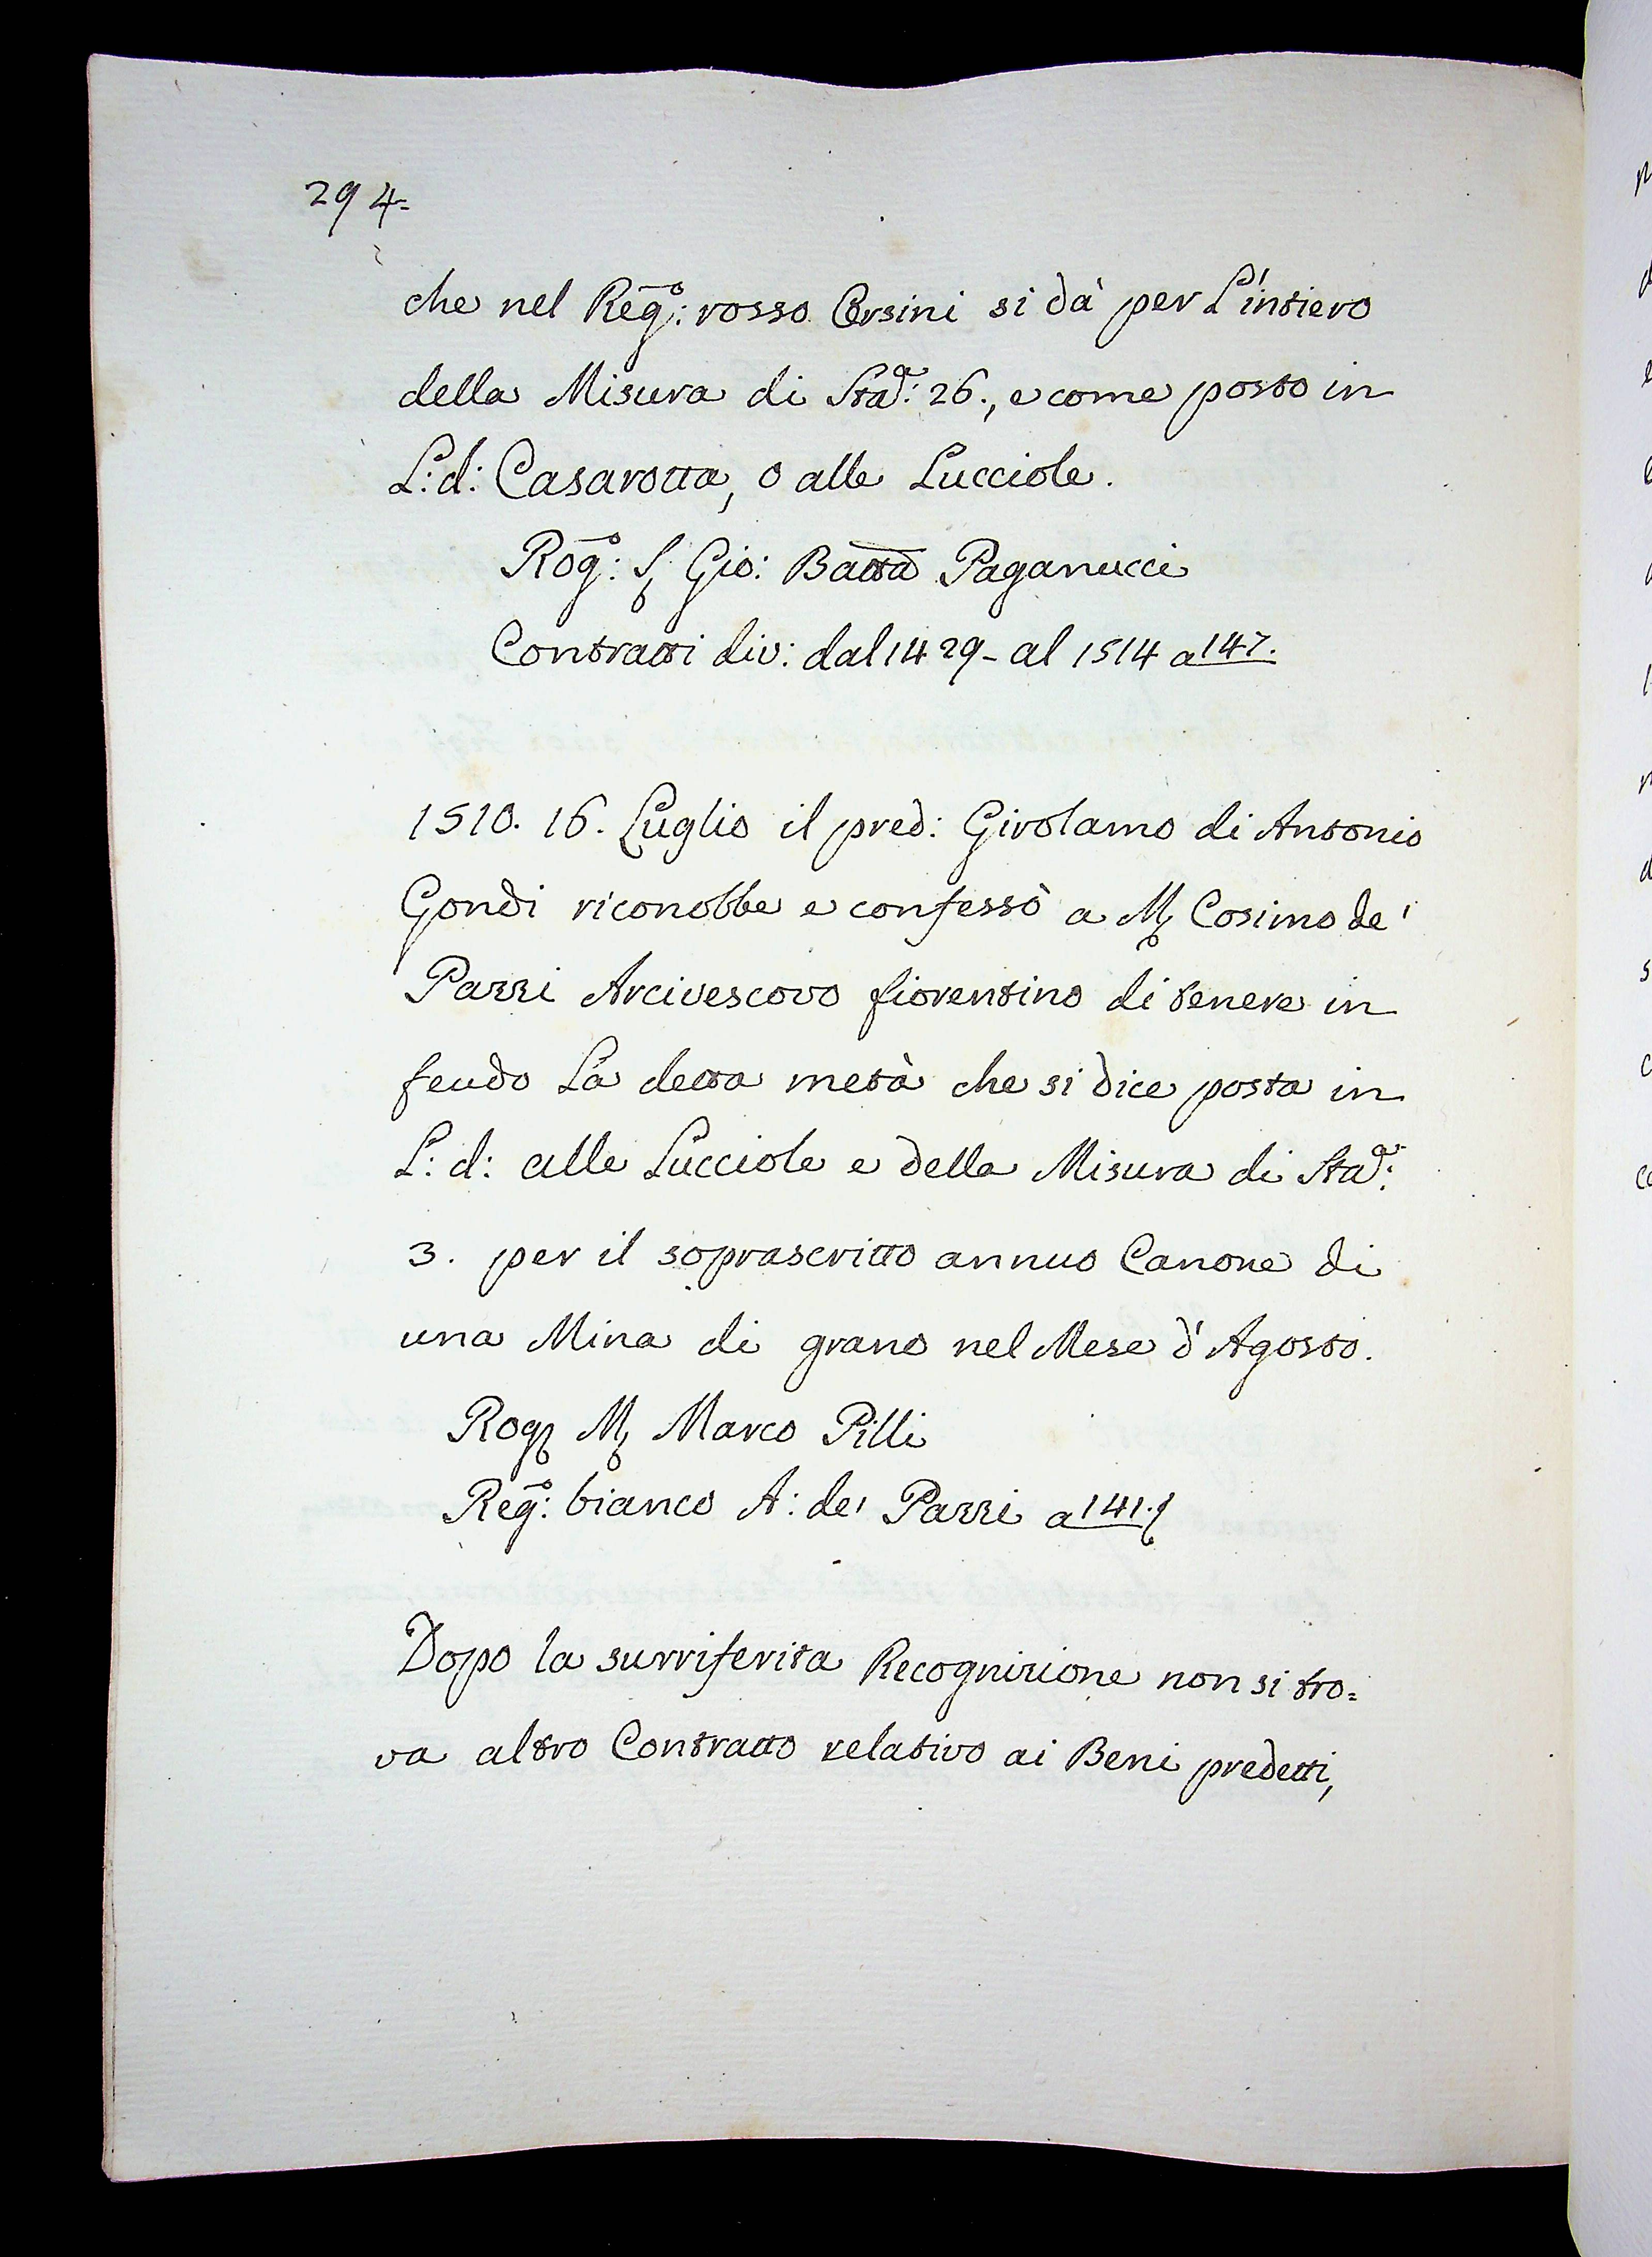 294=
che nel Reg.º: rosso Orsini si dà per L'intiero
della Misura di Stad.ª: 26., e come posto in
L: d: Casarotta, o alle Lucciole.
Rog.º: S. Gio: Batta Paganucci
Contratti div: dal 1429 - al 1514 a 147.
1510. 16. Luglio il pred: Girolamo di Antonio
Gondi riconobbe e confessò a M. Cosimo de'
Pazzi Arcivescovo fiorentino di tenere in
feudo La detta metà che si dice posta in
L: d: alle Lucciole e della Misura di Stad.ª:
3. per il soprascritto annuo Canone di
una Mina di grano nel Mese d'Agosto.
Rog. M. Marco Pilli
Reg.º: bianco A: de' Pazzi a 141.
Dopo la surriferita Recognizione non si tro=
va altro Contratto relativo ai Beni predetti,